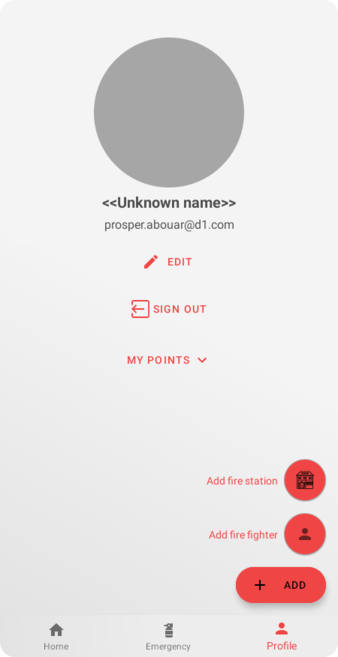 <<Unknown name>>
prosper.abouar@d1.com
EDIT
SIGN OUT
MY POINTS
Add fire station
Add fire fighter
ADD
Home
Emergency
Profile